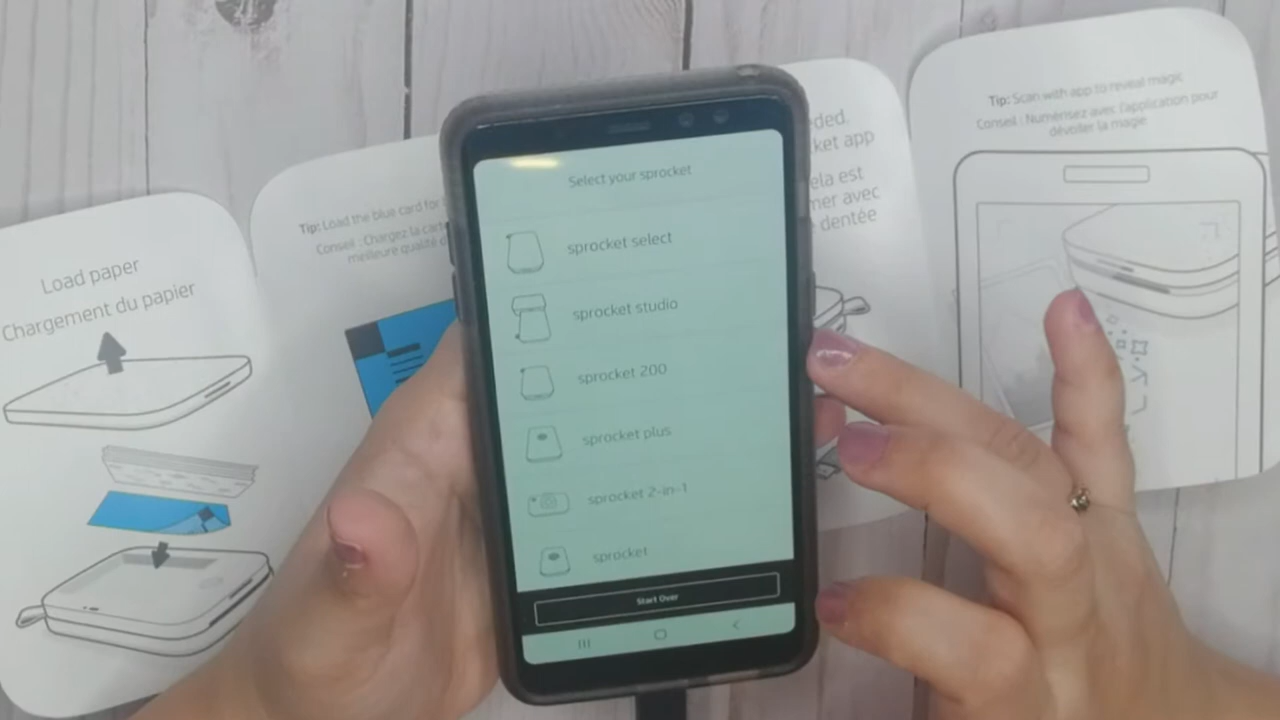 Load paper
Chargement du papier
Tip: Load the blue card for
Conseil : Chargez la carte
meilleure qualité d
Select your sprocket
sprocket select
sprocket studio
sprocket 200
sprocket plus
sprocket 2-in-1
sprocket
Start Over
ded.
ket app
ela est
mer avec
dentée
Tip: Scan with app to reveal magic
Conseil : Numérisez avec l'application pour
dévoiler la magie